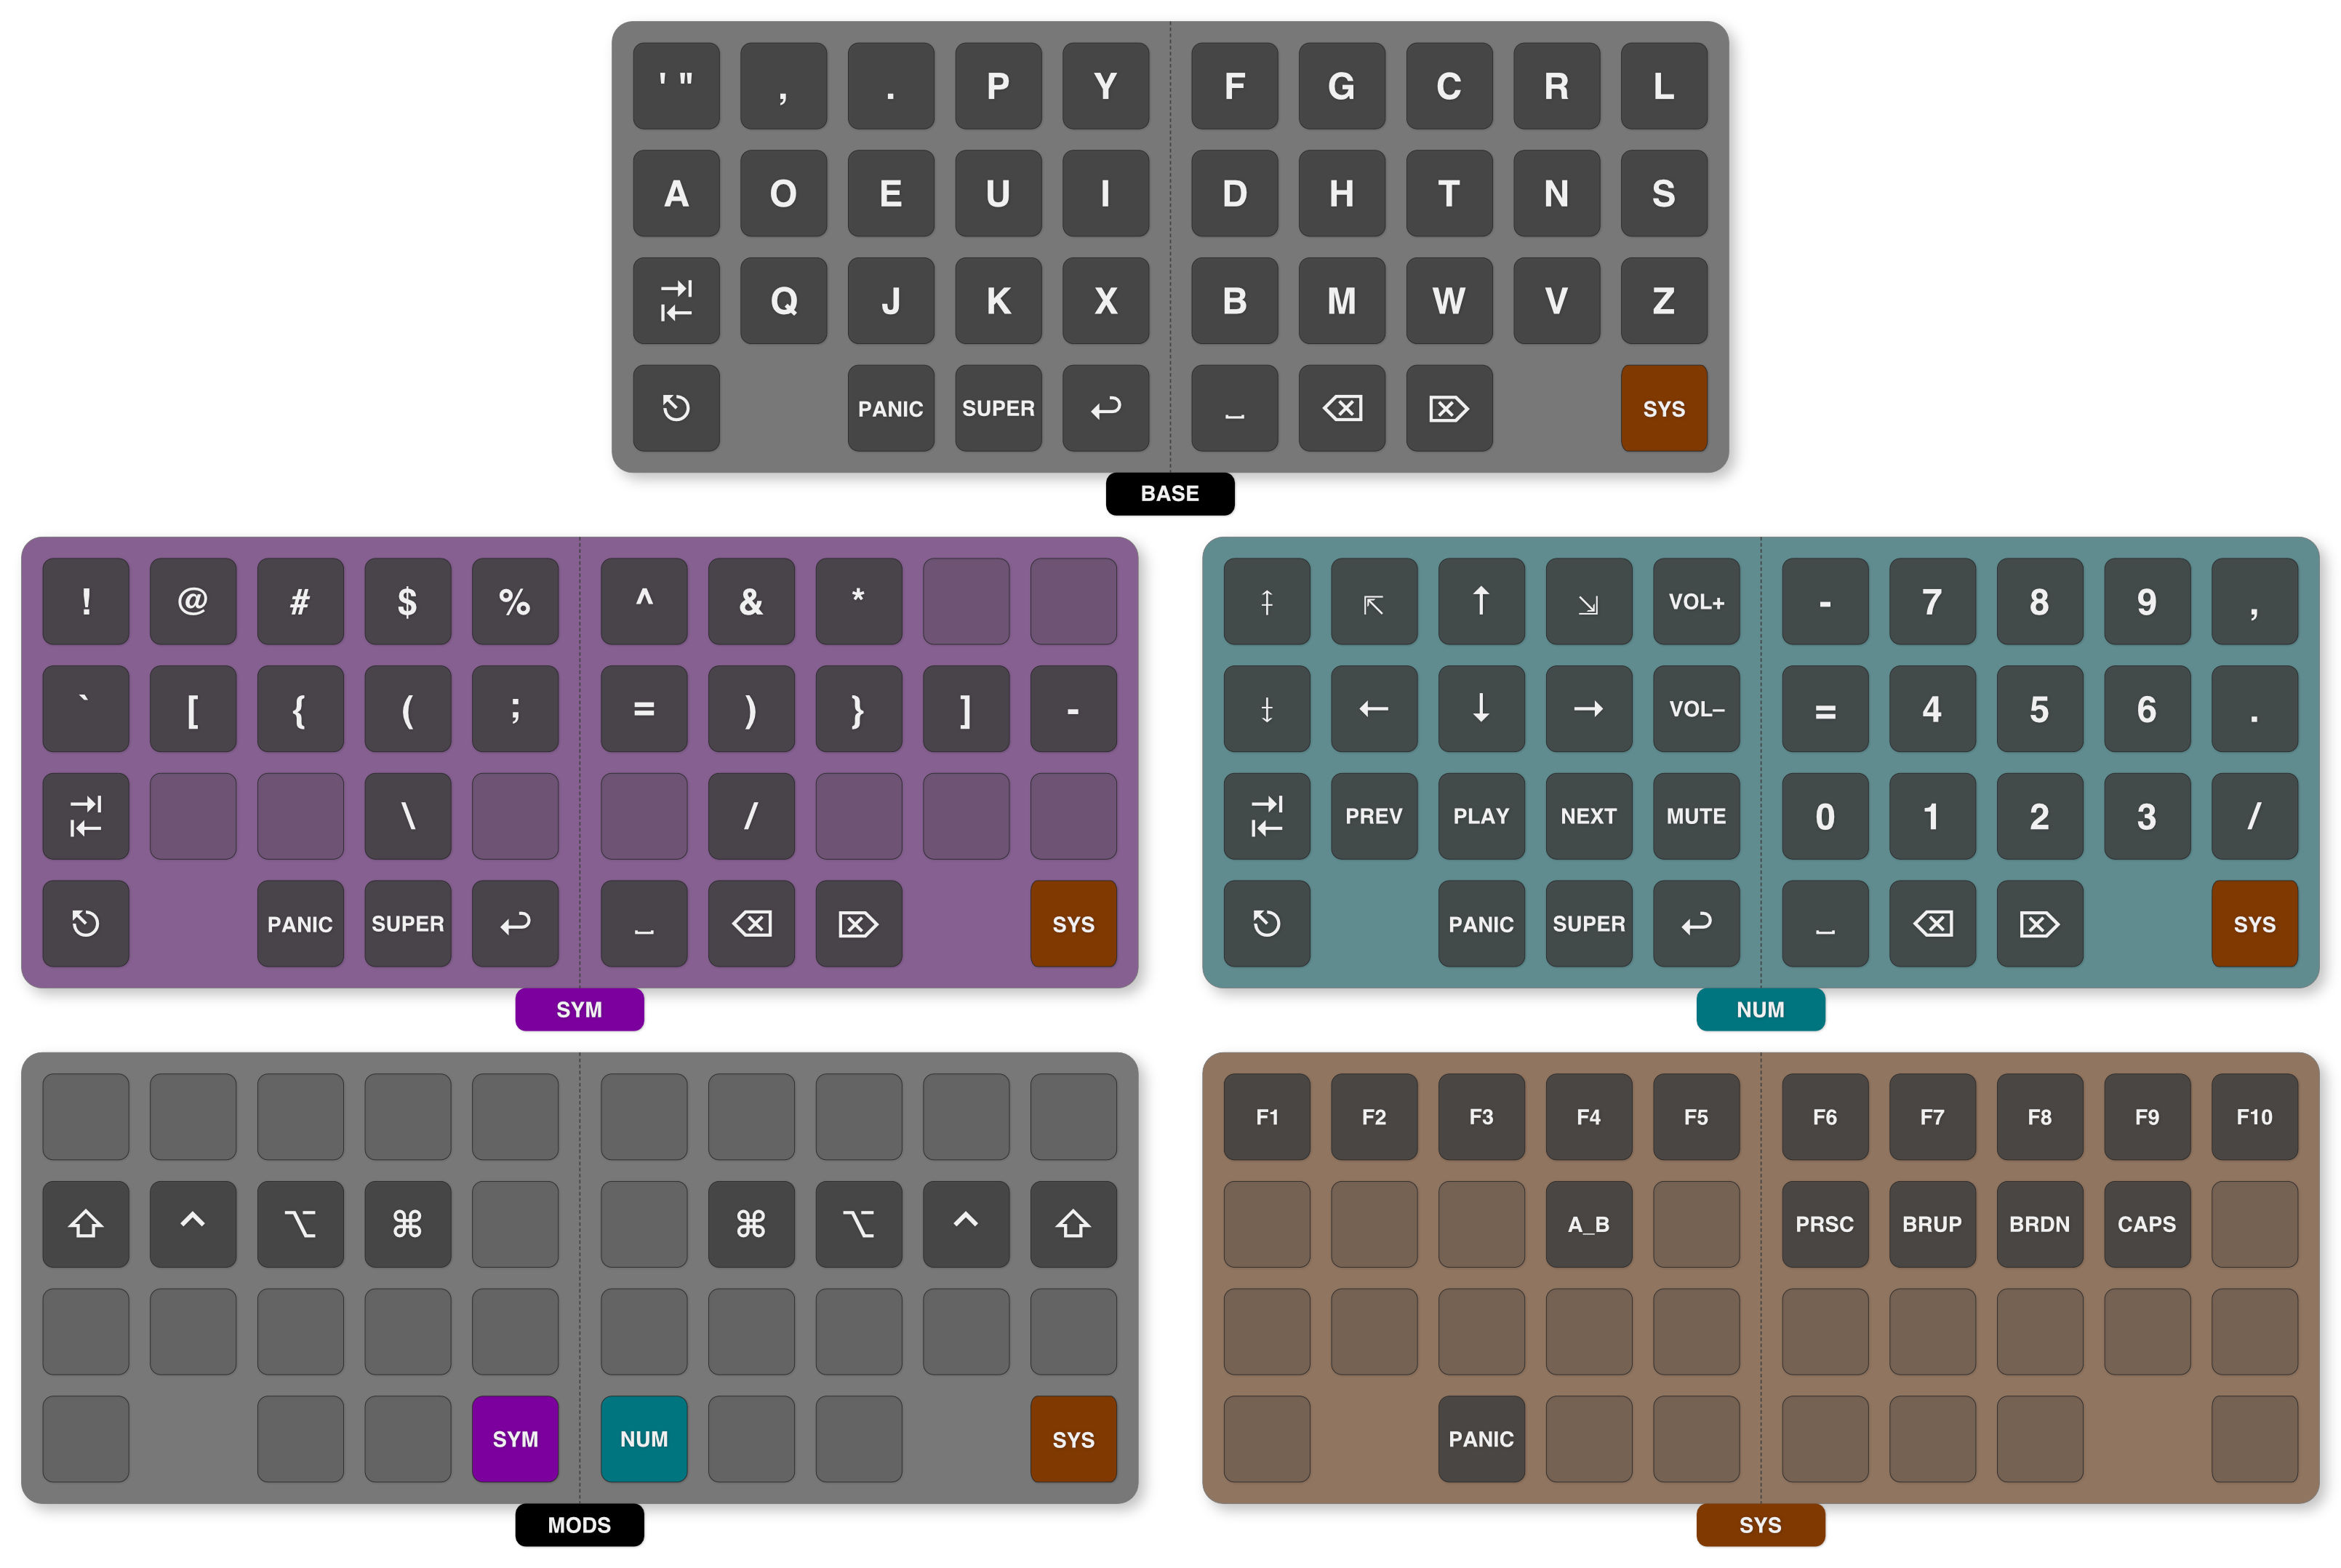 ' " , . P Y F G C R L
A O E U I D H T N S
⇥ ⇤ Q J K X B M W V Z
⎋ PANIC SUPER ↩ ⎵ ⌫ ⌦ SYS
BASE
! @ # $ % ^ & *
` [ { ( ; = ) } ] -
⇥ ⇤ \ /
⎋ PANIC SUPER ↩ ⎵ ⌫ ⌦ SYS
SYM
⇞ ⇱ ↑ ⇲ VOL+ - 7 8 9 ,
⇟ ← ↓ → VOL– = 4 5 6 .
⇥ ⇤ PREV PLAY NEXT MUTE 0 1 2 3 /
⎋ PANIC SUPER ↩ ⎵ ⌫ ⌦ SYS
NUM
⇧ ⌃ ⌥ ⌘ ⌘ ⌥ ⌃ ⇧
SYM NUM SYS
MODS
F1 F2 F3 F4 F5 F6 F7 F8 F9 F10
A_B PRSC BRUP BRDN CAPS
PANIC
SYS